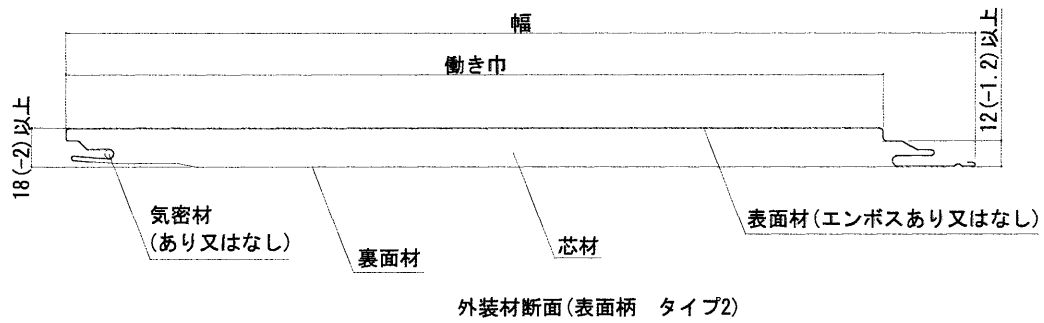 幅
働き巾
12(-1.2)以上
18(-2)以上
気密材
(あり又はなし)
裏面材
芯材
表面材(エンボスあり又はなし)
外装材断面(表面柄 タイプ2)